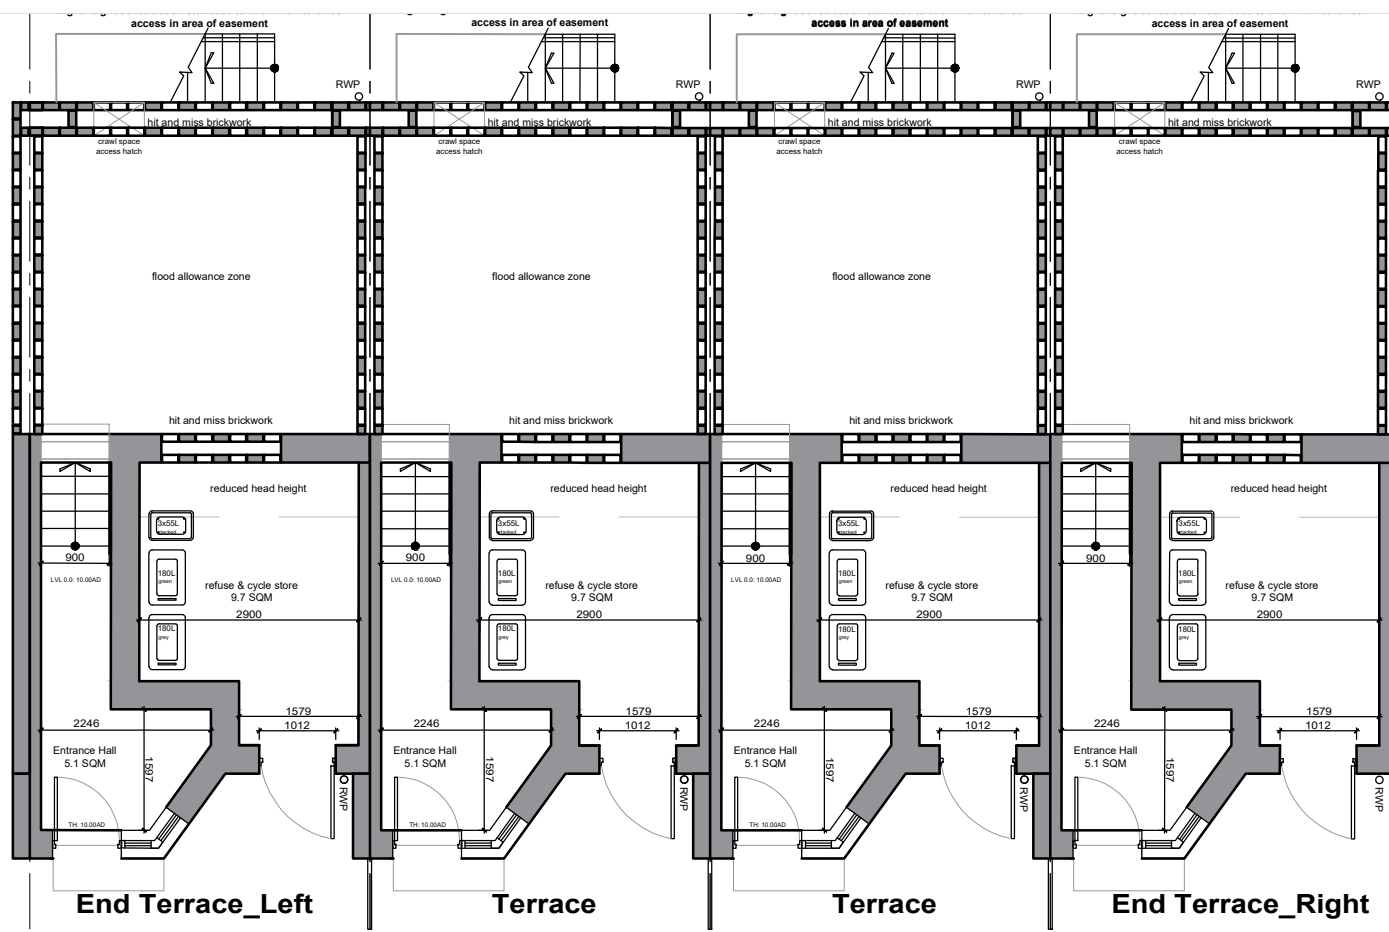 access in area of easement
access in area of easement
access in area of easement
access in area of easement
RWP
RWP
RWP
RWP
hit and miss brickwork
hit and miss brickwork
hit and miss brickwork
hit and miss brickwork
crawl space
access hatch
crawl space
access hatch
crawl space
access hatch
crawl space
access hatch
flood allowance zone
flood allowance zone
flood allowance zone
hit and miss brickwork
hit and miss brickwork
hit and miss brickwork
reduced head height
reduced head height
reduced head height
reduced head height
3x55L
stacked
3x55L
stacked
3x55L
stacked
3x55L
stacked
900
900
900
900
LVL 0.0: 10.00AD
LVL 0.0: 10.00AD
LVL 0.0: 10.00AD
180L
green
180L
green
180L
green
180L
green
refuse & cycle store
9.7 SQM
refuse & cycle store
9.7 SQM
refuse & cycle store
9.7 SQM
refuse & cycle store
9.7 SQM
2900
2900
2900
2900
180L
grey
180L
grey
180L
grey
180L
grey
1579
1579
1579
1579
1012
1012
1012
1012
2246
2246
2246
2246
Entrance Hall
5.1 SQM
Entrance Hall
5.1 SQM
Entrance Hall
5.1 SQM
Entrance Hall
5.1 SQM
1597
1597
1597
1597
RWP
RWP
RWP
RWP
TH: 10.00AD
TH: 10.00AD
TH: 10.00AD
End Terrace_Left
Terrace
Terrace
End Terrace_Right